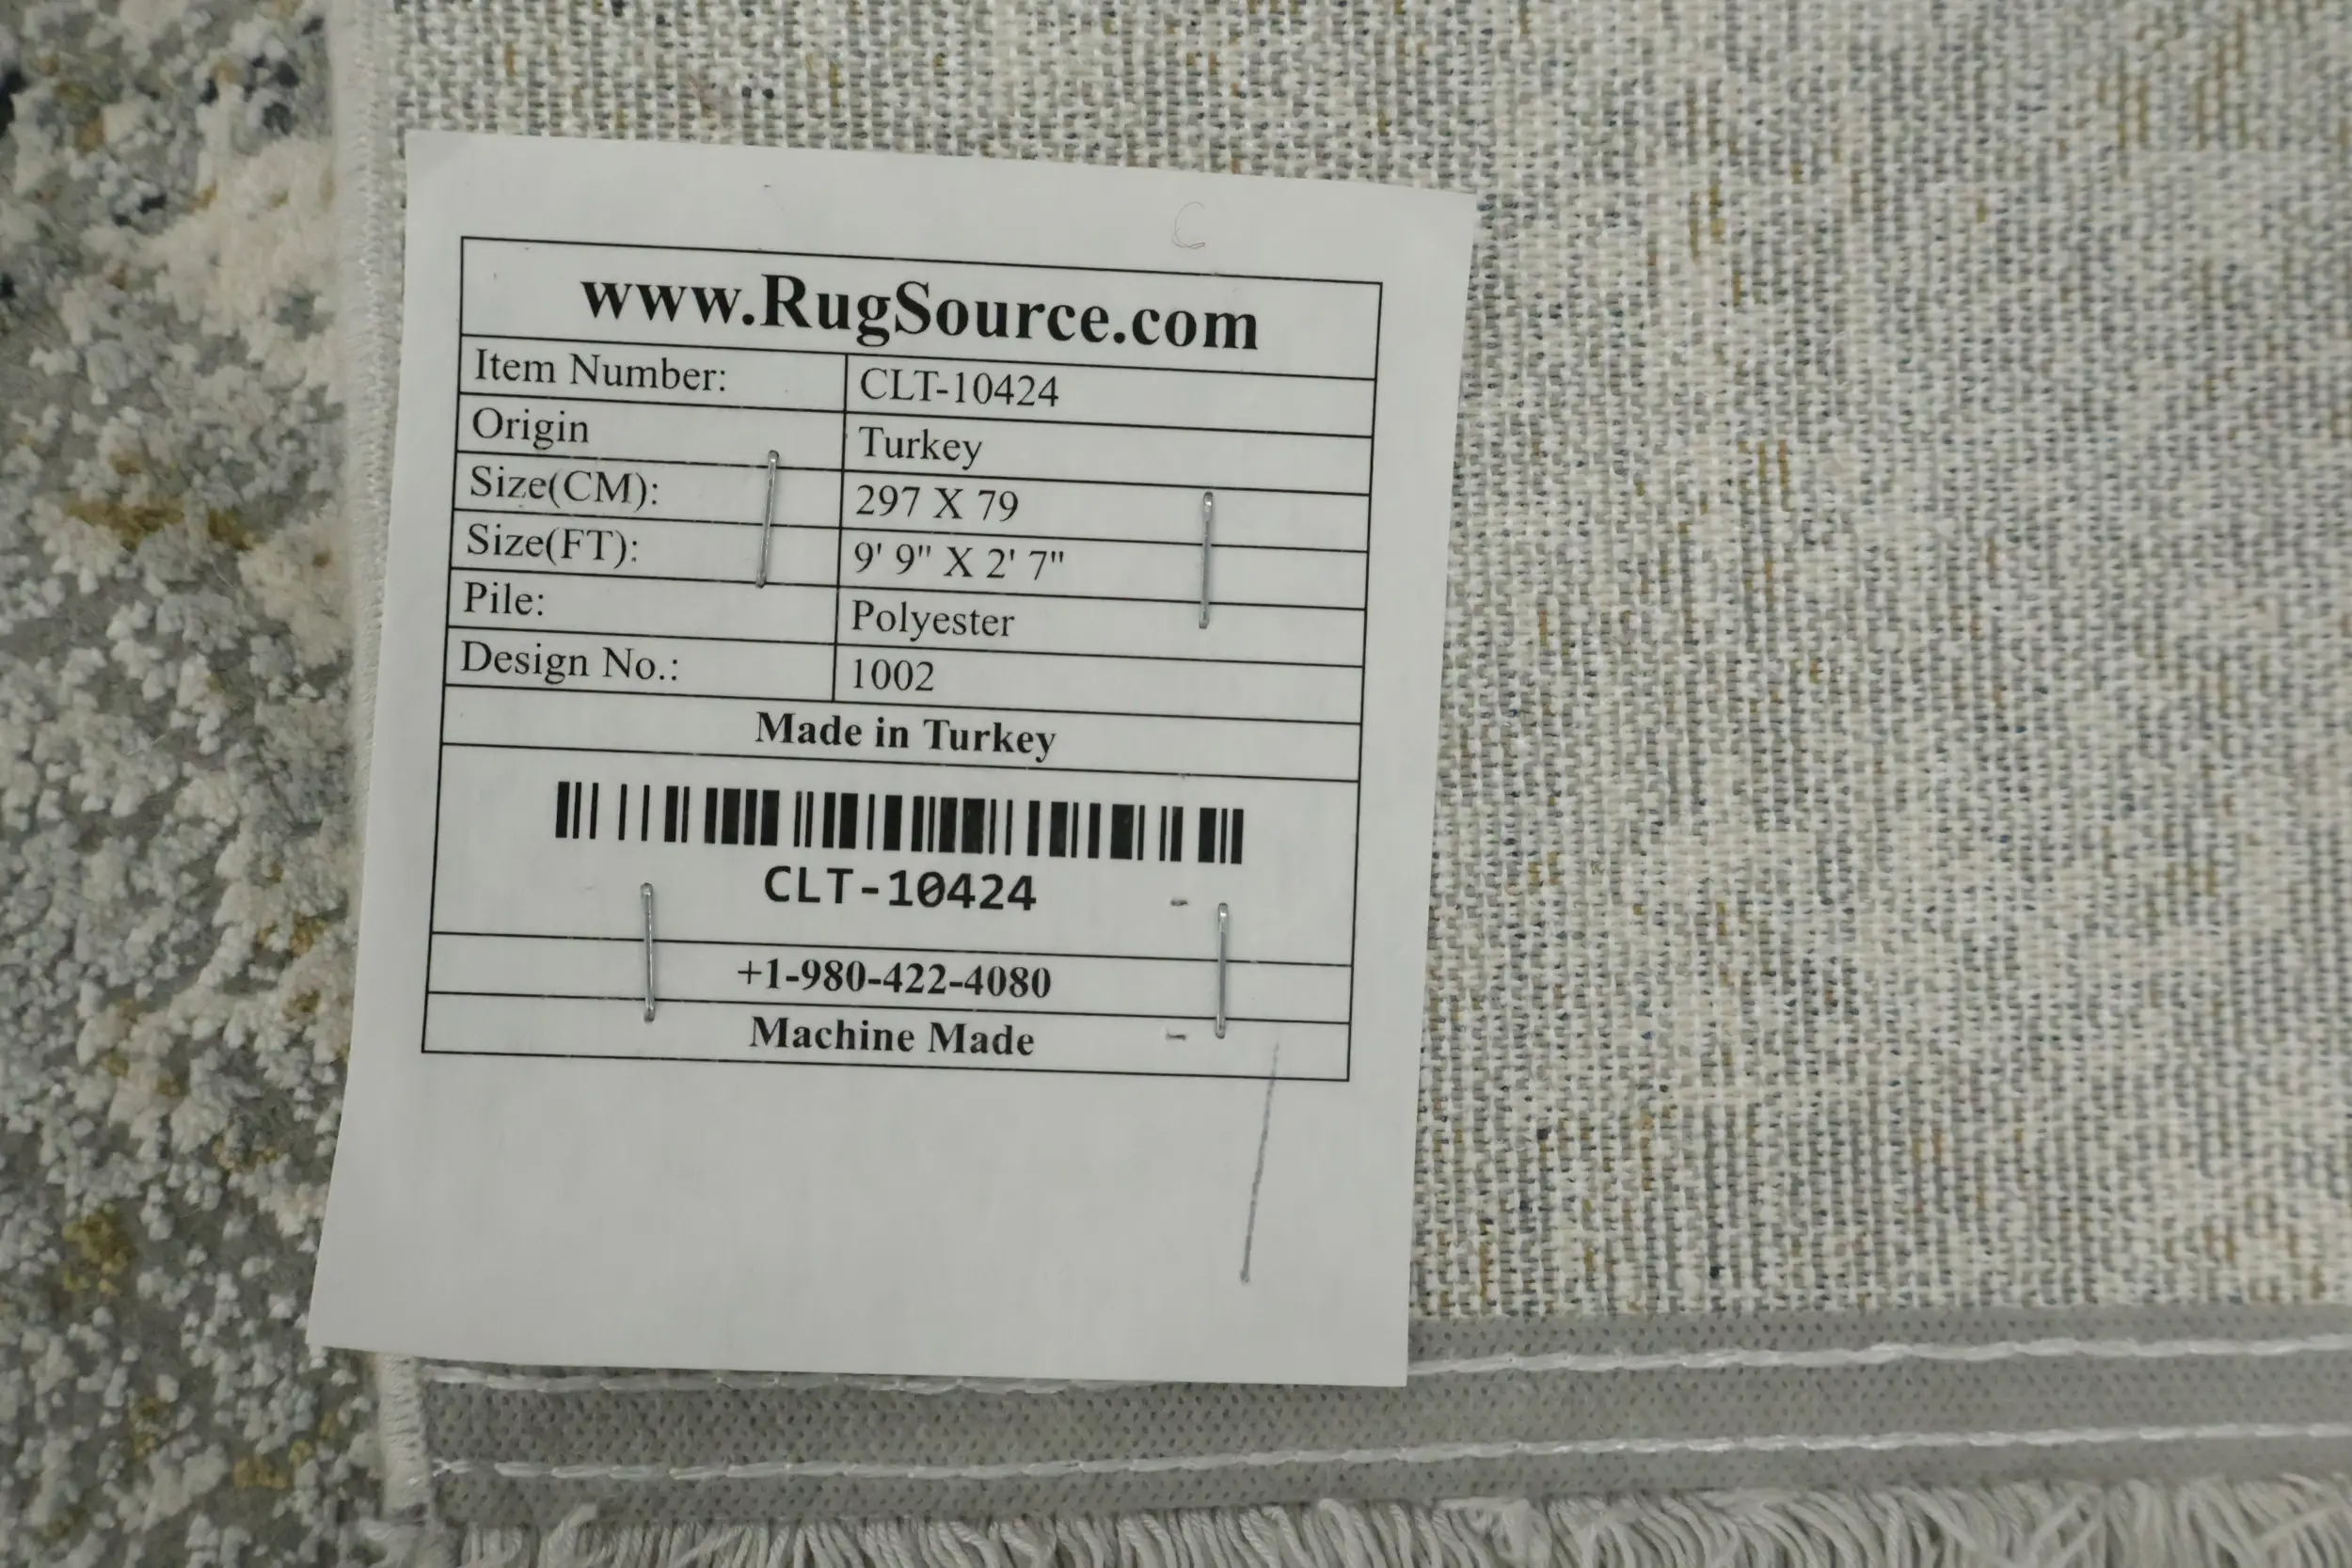 www.RugSource.com
Item Number: CLT-10424
Origin Turkey
Size(CM): 297 X 79
Size(FT): 9' 9" X 2' 7"
Pile: Polyester
Design No.: 1002
Made in Turkey
CLT-10424
+1-980-422-4080
Machine Made